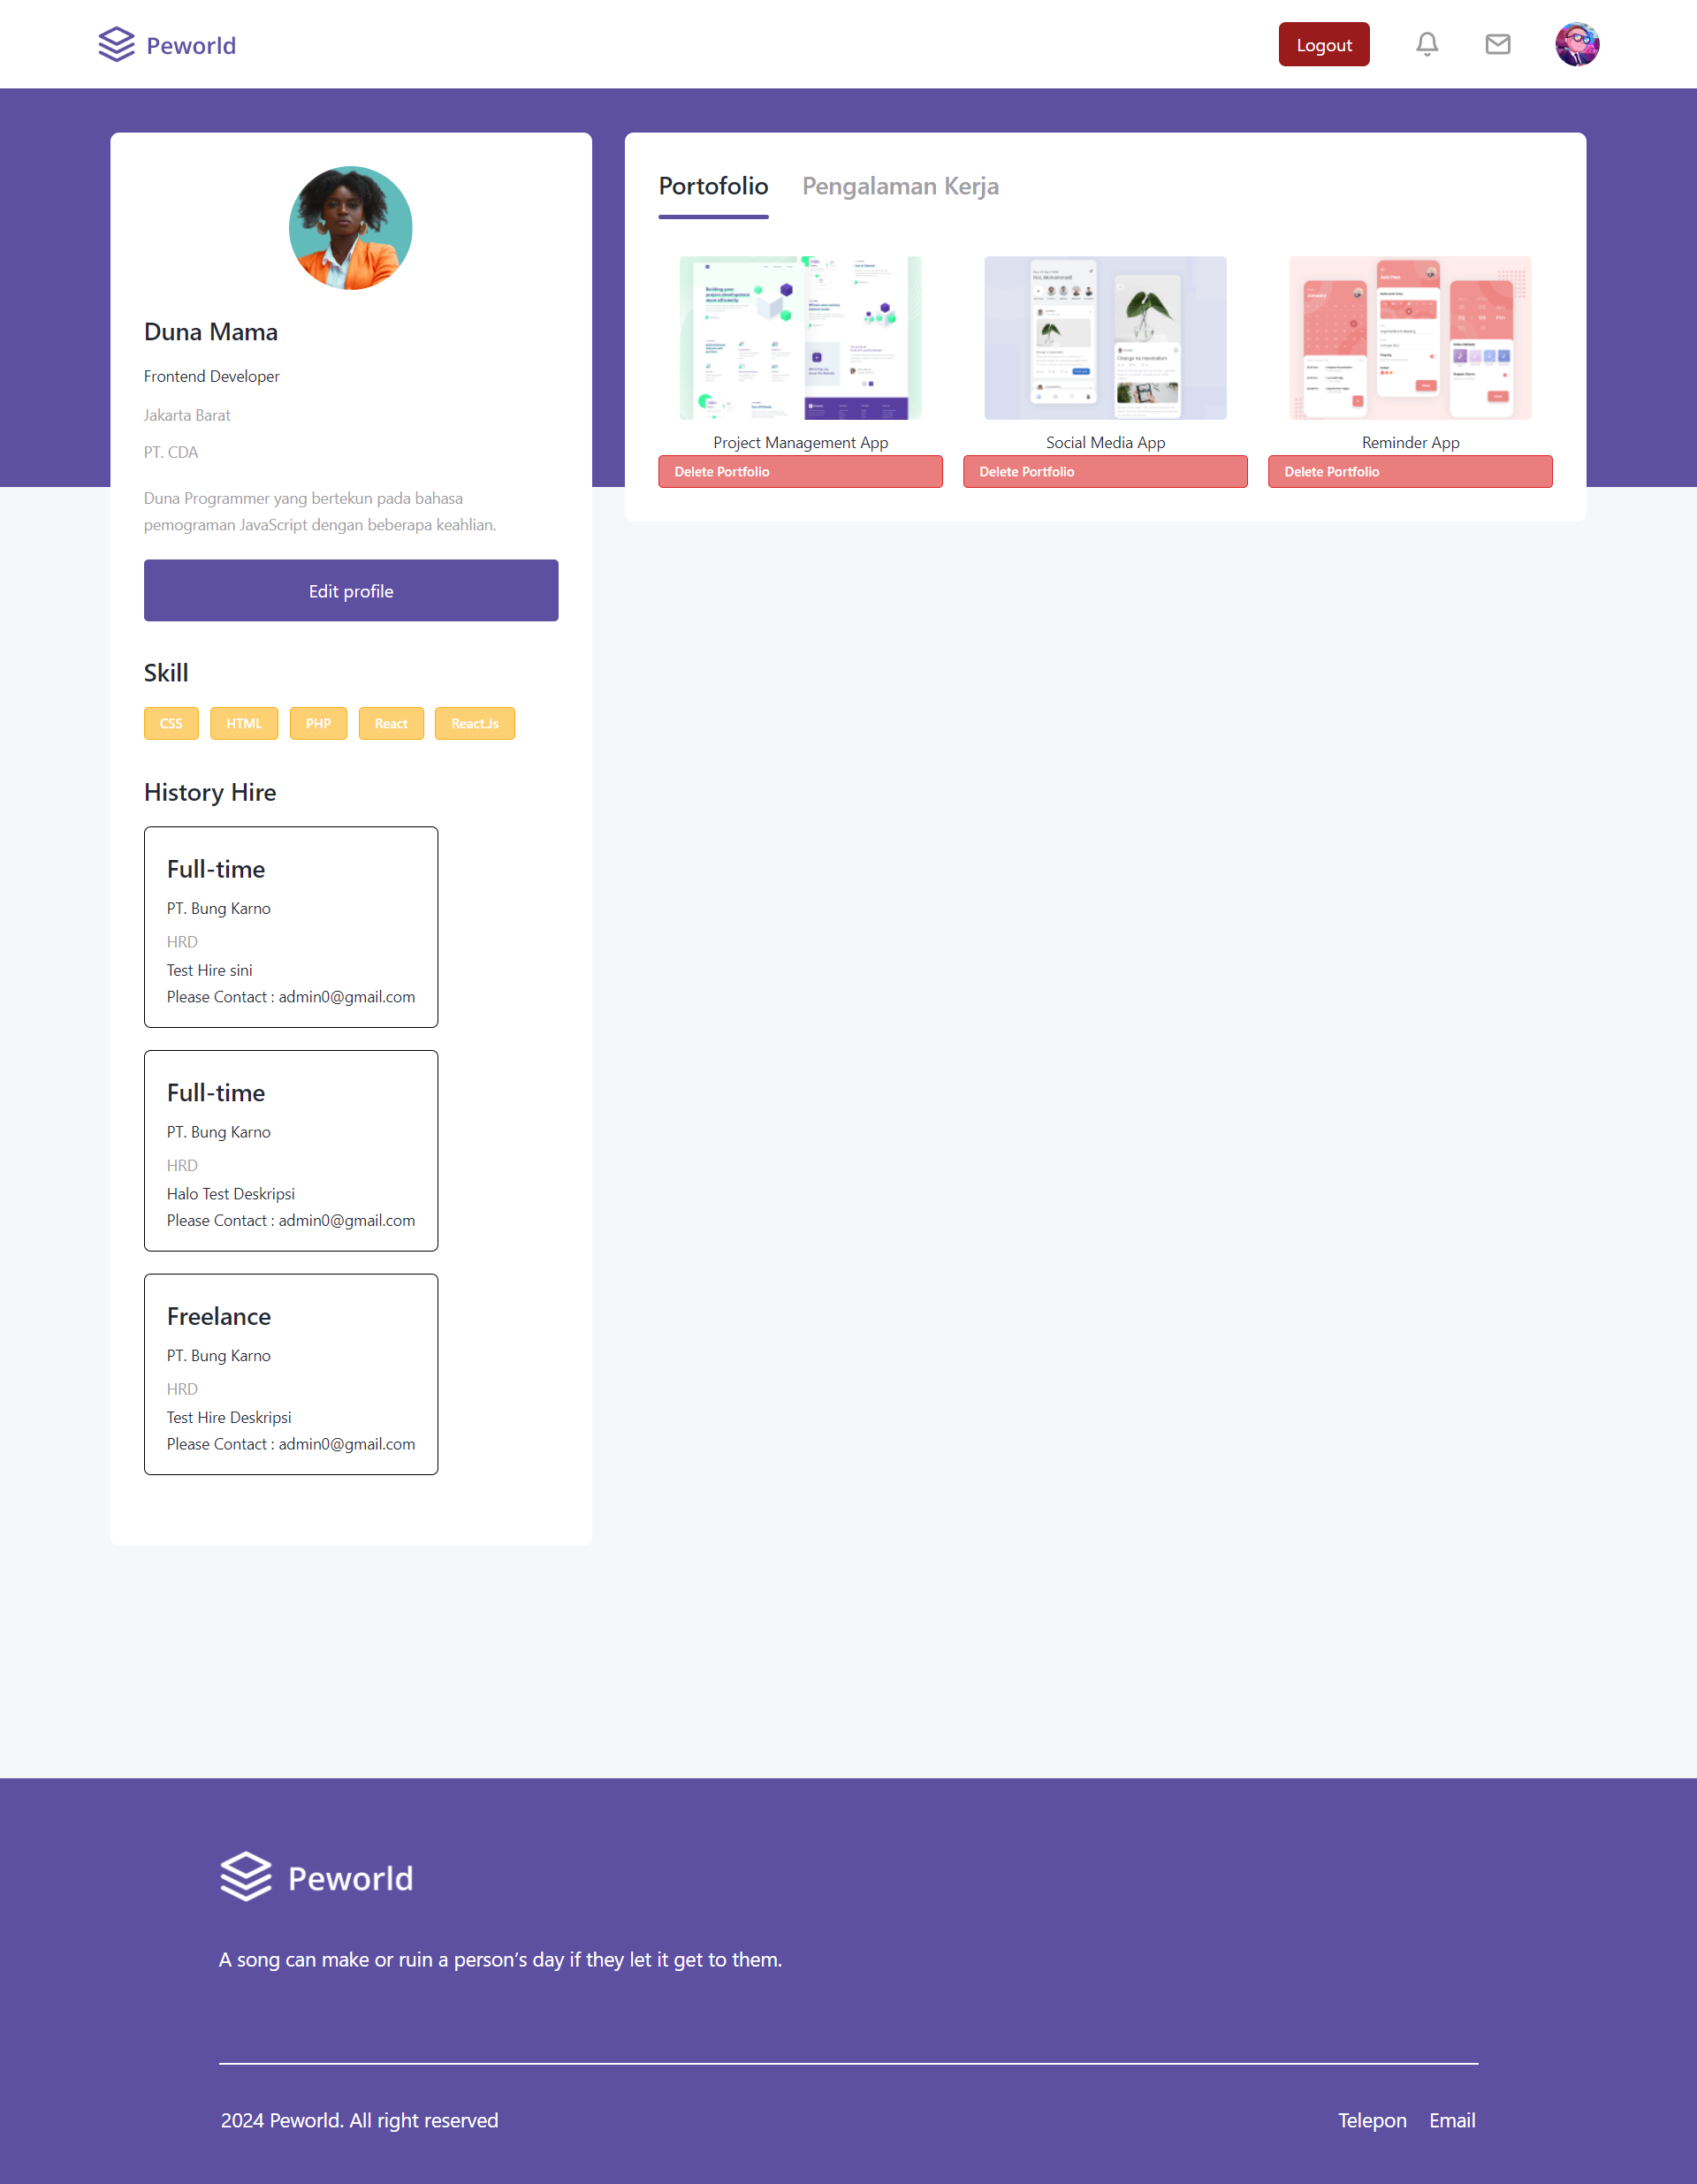 Peworld
Logout
Duna Mama
Frontend Developer
Jakarta Barat
PT. CDA
Duna Programmer yang bertekun pada bahasa
pemograman JavaScript dengan beberapa keahlian.
Edit profile
Skill
CSS HTML PHP React React.Js
History Hire
Full-time
PT. Bung Karno
HRD
Test Hire sini
Please Contact : admin0@gmail.com
Full-time
PT. Bung Karno
HRD
Halo Test Deskripsi
Please Contact : admin0@gmail.com
Freelance
PT. Bung Karno
HRD
Test Hire Deskripsi
Please Contact : admin0@gmail.com
Portofolio Pengalaman Kerja
Project Management App
Delete Portfolio
Social Media App
Delete Portfolio
Reminder App
Delete Portfolio
Peworld
A song can make or ruin a person’s day if they let it get to them.
2024 Peworld. All right reserved
Telepon Email